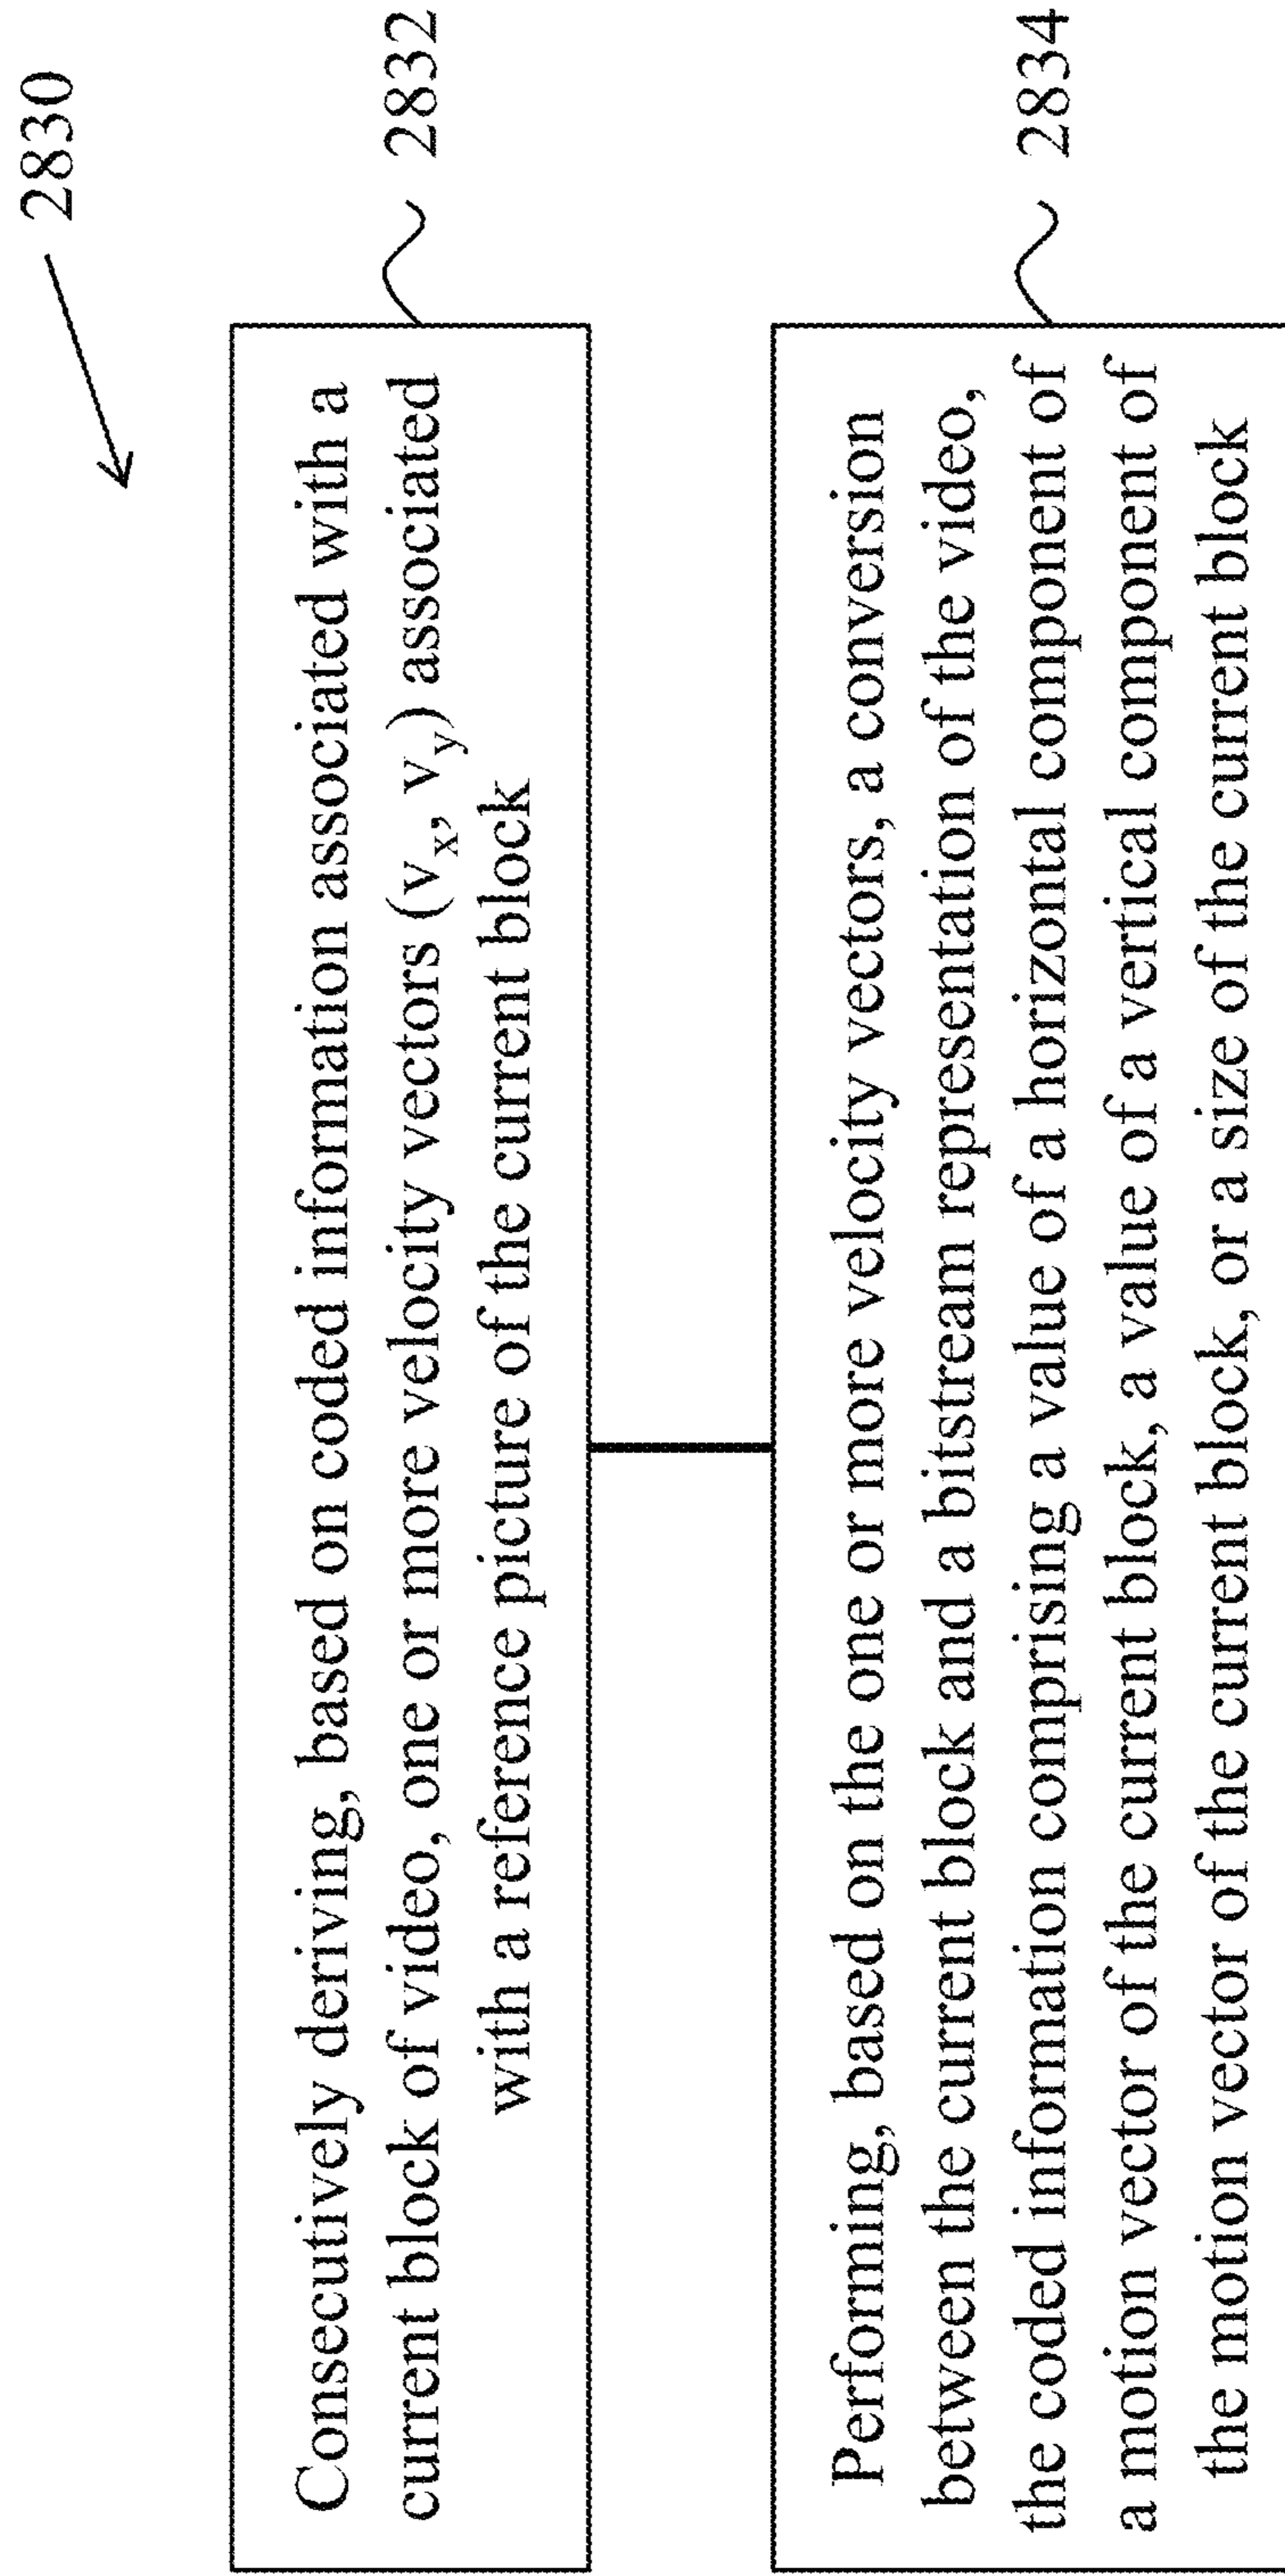 2830
Consecutively deriving, based on coded information associated with a
current block of video, one or more velocity vectors (vx, vy) associated
with a reference picture of the current block
2832
Performing, based on the one or more velocity vectors, a conversion
between the current block and a bitstream representation of the video,
the coded information comprising a value of a horizontal component of
a motion vector of the current block, a value of a vertical component of
the motion vector of the current block, or a size of the current block
2834